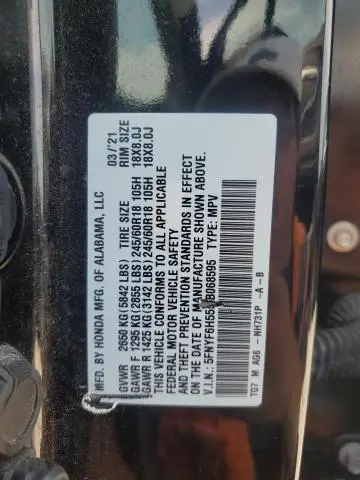 MFD. BY HONDA MFG. OF ALABAMA, LLC 03/'21
TIRE SIZE RIM SIZE
GVWR 2650 KG (5842 LBS)
GAWR F 1295 KG (2855 LBS) 245/60R18 105H 18X8.0J
GAWR R 1425 KG (3142 LBS) 245/60R18 105H 18X8.0J
THIS VEHICLE CONFORMS TO ALL APPLICABLE
FEDERAL MOTOR VEHICLE SAFETY
AND THEFT PREVENTION STANDARDS IN EFFECT
ON THE DATE OF MANUFACTURE SHOWN ABOVE.
V.I.N.: TYPE: MPV
TG7 M AG6 -NH731P -A -B